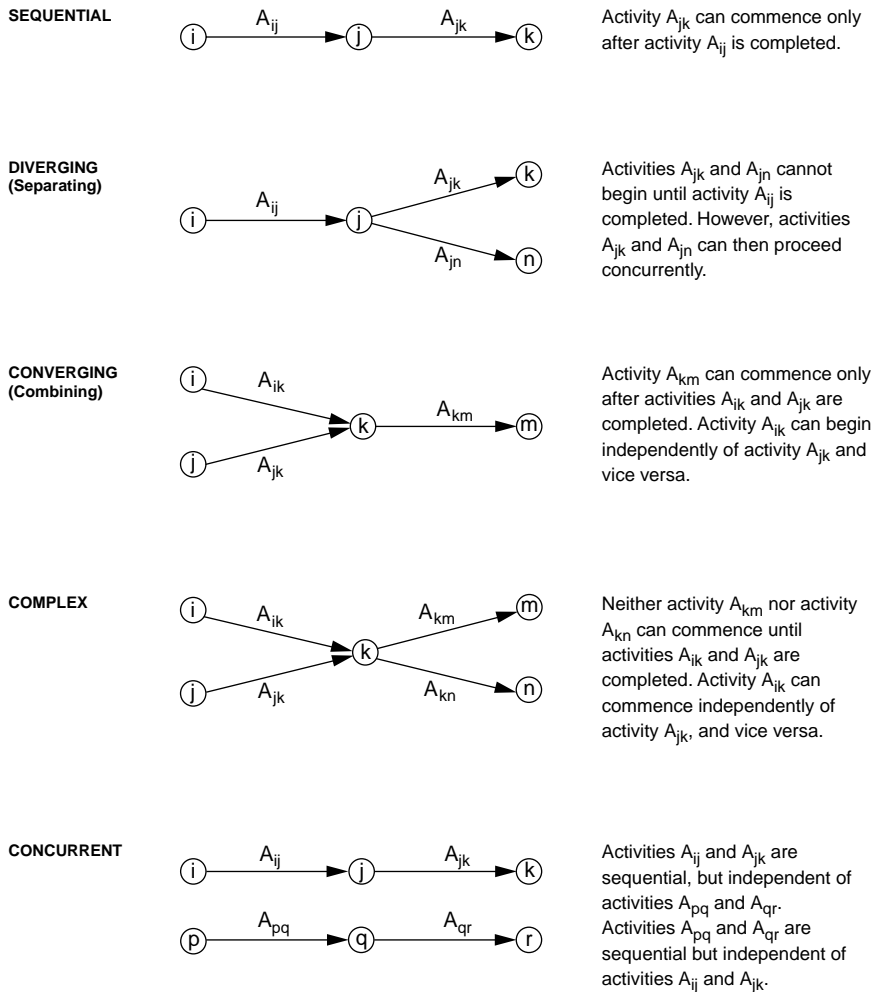 SEQUENTIAL
i A_ij j A_jk k
Activity A_jk can commence only
after activity A_ij is completed.
DIVERGING
(Separating)
i A_ij j A_jk k
A_jn n
Activities A_jk and A_jn cannot
begin until activity A_ij is
completed. However, activities
A_jk and A_jn can then proceed
concurrently.
CONVERGING
(Combining)
i A_ik k A_km m
j A_jk
Activity A_km can commence only
after activities A_ik and A_jk are
completed. Activity A_ik can begin
independently of activity A_jk and
vice versa.
COMPLEX
i A_ik k A_km m
j A_jk A_kn n
Neither activity A_km nor activity
A_kn can commence until
activities A_ik and A_jk are
completed. Activity A_ik can
commence independently of
activity A_jk, and vice versa.
CONCURRENT
i A_ij j A_jk k
p A_pq q A_qr r
Activities A_ij and A_jk are
sequential, but independent of
activities A_pq and A_qr.
Activities A_pq and A_qr are
sequential but independent of
activities A_ij and A_jk.